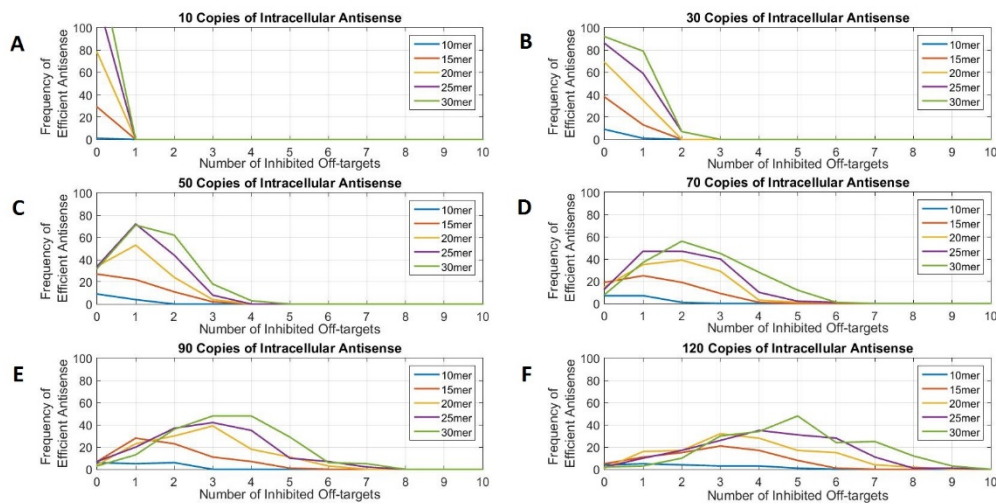 A
10 Copies of Intracellular Antisense
Frequency of
Efficient Antisense
100
80
60
40
20
0
10mer
15mer
20mer
25mer
30mer
0 1 2 3 4 5 6 7 8 9 10
Number of Inhibited Off-targets
B
30 Copies of Intracellular Antisense
Frequency of
Efficient Antisense
100
80
60
40
20
0
10mer
15mer
20mer
25mer
30mer
0 1 2 3 4 5 6 7 8 9 10
Number of Inhibited Off-targets
C
50 Copies of Intracellular Antisense
Frequency of
Efficient Antisense
100
80
60
40
20
0
10mer
15mer
20mer
25mer
30mer
0 1 2 3 4 5 6 7 8 9 10
Number of Inhibited Off-targets
D
70 Copies of Intracellular Antisense
Frequency of
Efficient Antisense
100
80
60
40
20
0
10mer
15mer
20mer
25mer
30mer
0 1 2 3 4 5 6 7 8 9 10
Number of Inhibited Off-targets
E
90 Copies of Intracellular Antisense
Frequency of
Efficient Antisense
100
80
60
40
20
0
10mer
15mer
20mer
25mer
30mer
0 1 2 3 4 5 6 7 8 9 10
Number of Inhibited Off-targets
F
120 Copies of Intracellular Antisense
Frequency of
Efficient Antisense
100
80
60
40
20
0
10mer
15mer
20mer
25mer
30mer
0 1 2 3 4 5 6 7 8 9 10
Number of Inhibited Off-targets